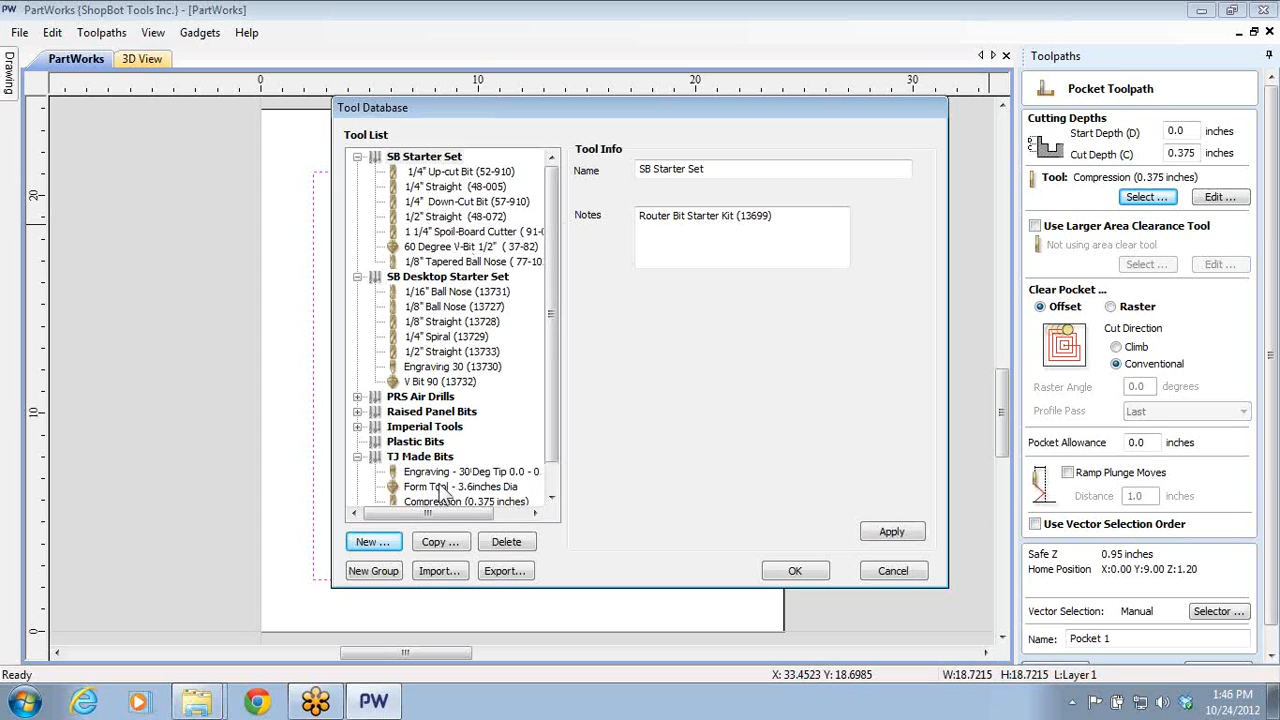 PW PartWorks {ShopBot Tools Inc.} - [PartWorks]
File Edit Toolpaths View Gadgets Help
Drawing
PartWorks 3D View
0 10 20 30
20
10
0
Tool Database
Tool List
SB Starter Set
1/4" Up-cut Bit (52-910)
1/4" Straight (48-005)
1/4" Down-Cut Bit (57-910)
1/2" Straight (48-072)
1 1/4" Spoil-Board Cutter ( 91-0
60 Degree V-Bit 1/2" ( 37-82)
1/8" Tapered Ball Nose ( 77-10
SB Desktop Starter Set
1/16" Ball Nose (13731)
1/8" Ball Nose (13727)
1/8" Straight (13728)
1/4" Spiral (13729)
1/2" Straight (13733)
Engraving 30 (13730)
V Bit 90 (13732)
PRS Air Drills
Raised Panel Bits
Imperial Tools
Plastic Bits
TJ Made Bits
Engraving - 30 Deg Tip 0.0 - 0.
Form Tool - 3.6inches Dia
Compression (0.375 inches)
New ... Copy ... Delete
New Group Import... Export...
Tool Info
Name SB Starter Set
Notes Router Bit Starter Kit (13699)
Apply
OK Cancel
Toolpaths
Pocket Toolpath
Cutting Depths
Start Depth (D) 0.0 inches
Cut Depth (C) 0.375 inches
Tool: Compression (0.375 inches)
Select ... Edit ...
Use Larger Area Clearance Tool
Not using area clear tool
Select ... Edit ...
Clear Pocket ...
Offset Raster
Cut Direction
Climb
Conventional
Raster Angle 0.0 degrees
Profile Pass Last
Pocket Allowance 0.0 inches
Ramp Plunge Moves
Distance 1.0 inches
Use Vector Selection Order
Safe Z 0.95 inches
Home Position X:0.00 Y:9.00 Z:1.20
Vector Selection: Manual Selector ...
Name: Pocket 1
Ready X: 33.4523 Y: 18.6985 W:18.7215 H:18.7215 L:Layer1
PW
1:46 PM
10/24/2012